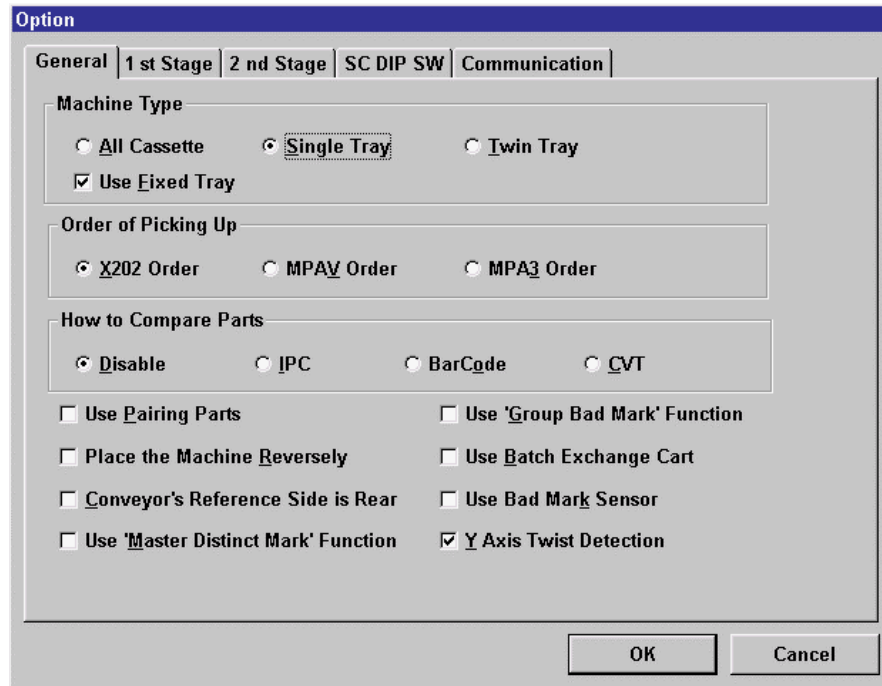 Option
General 1 st Stage 2 nd Stage SC DIP SW Communication
Machine Type
All Cassette Single Tray Twin Tray
Use Fixed Tray
Order of Picking Up
X202 Order MPAV Order MPA3 Order
How to Compare Parts
Disable IPC BarCode CVT
Use Pairing Parts Use 'Group Bad Mark' Function
Place the Machine Reversely Use Batch Exchange Cart
Conveyor's Reference Side is Rear Use Bad Mark Sensor
Use 'Master Distinct Mark' Function Y Axis Twist Detection
OK Cancel